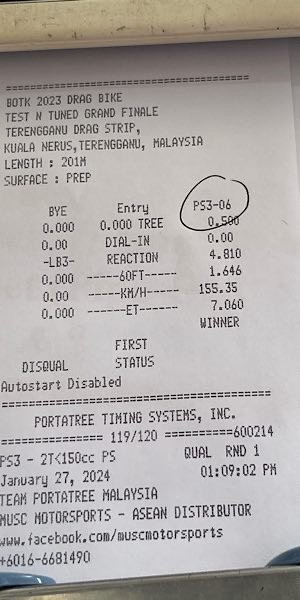 =============================================
BOTK 2023 DRAG BIKE
TEST N TUNED GRAND FINALE
TERENGGANU DRAG STRIP,
KUALA NERUS,TERENGGANU, MALAYSIA
LENGTH : 201M
SURFACE : PREP
BYE Entry PS3-06
0.000 0.000 TREE 0.500
0.00 DIAL-IN 0.00
-LB3- REACTION 4.810
0.000 ------60FT------ 1.646
0.00 ------KM/H------ 155.35
0.000 ------ET------ 7.060
WINNER
FIRST
DISQUAL STATUS
Autostart Disabled
=============================================
PORTATREE TIMING SYSTEMS, INC.
=============== 119/120 ==========600214
PS3 - 2T<150cc PS QUAL RND 1
January 27, 2024 01:09:02 PM
TEAM PORTATREE MALAYSIA
MUSC MOTORSPORTS - ASEAN DISTRIBUTOR
www.facebook.com/muscmotorsports
+6016-6681490